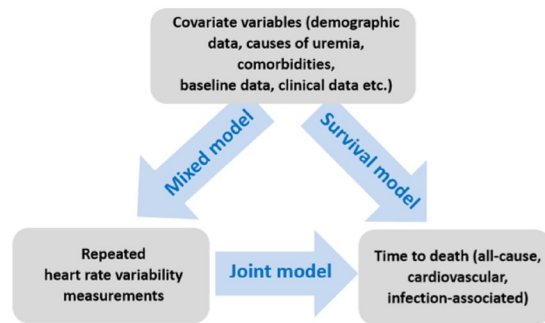 Covariate variables (demographic
data, causes of uremia,
comorbidities,
baseline data, clinical data etc.)
Mixed model
Survival model
Repeated
heart rate variability
measurements
Joint model
Time to death (all-cause,
cardiovascular,
infection-associated)